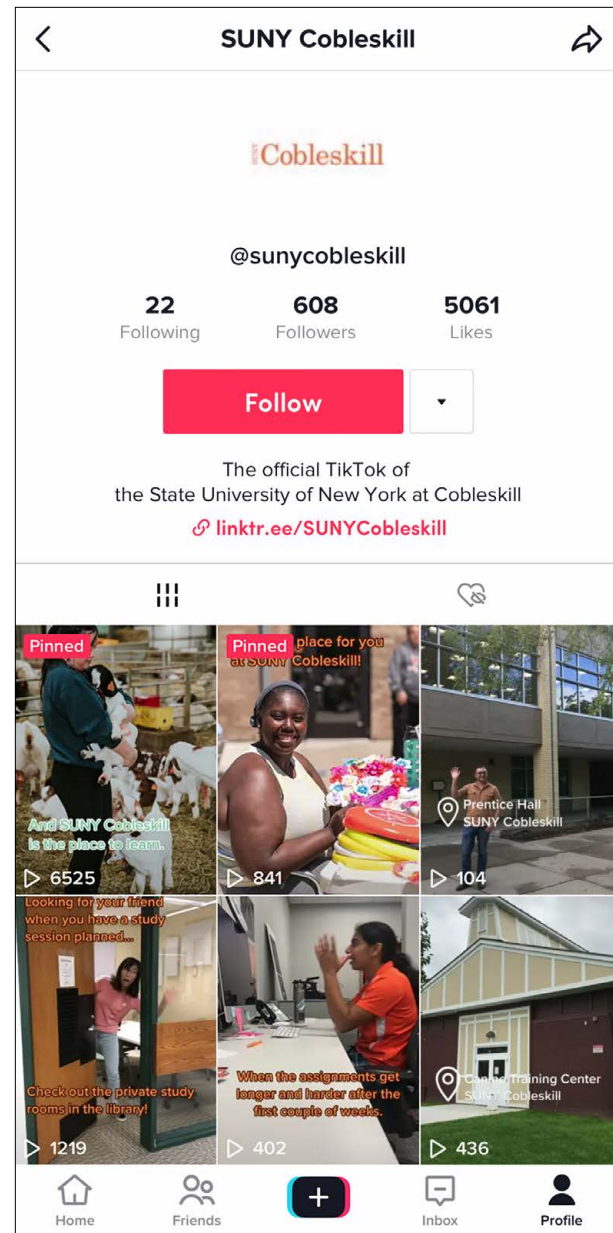 SUNY Cobleskill
SUNY Cobleskill
@sunycobleskill
22 608 5061
Following Followers Likes
Follow
The official TikTok of
the State University of New York at Cobleskill
linktr.ee/SUNYCobleskill
Pinned
And SUNY Cobleskill
is the place to learn.
6525
Pinned place for you
at SUNY Cobleskill!
841
Prentice Hall
SUNY Cobleskill
104
Looking for your friend
when you have a study
session planned...
Check out the private study
rooms in the library!
1219
When the assignments get
longer and harder after the
first couple of weeks.
402
Canine Training Center
SUNY Cobleskill
436
Home Friends Inbox Profile